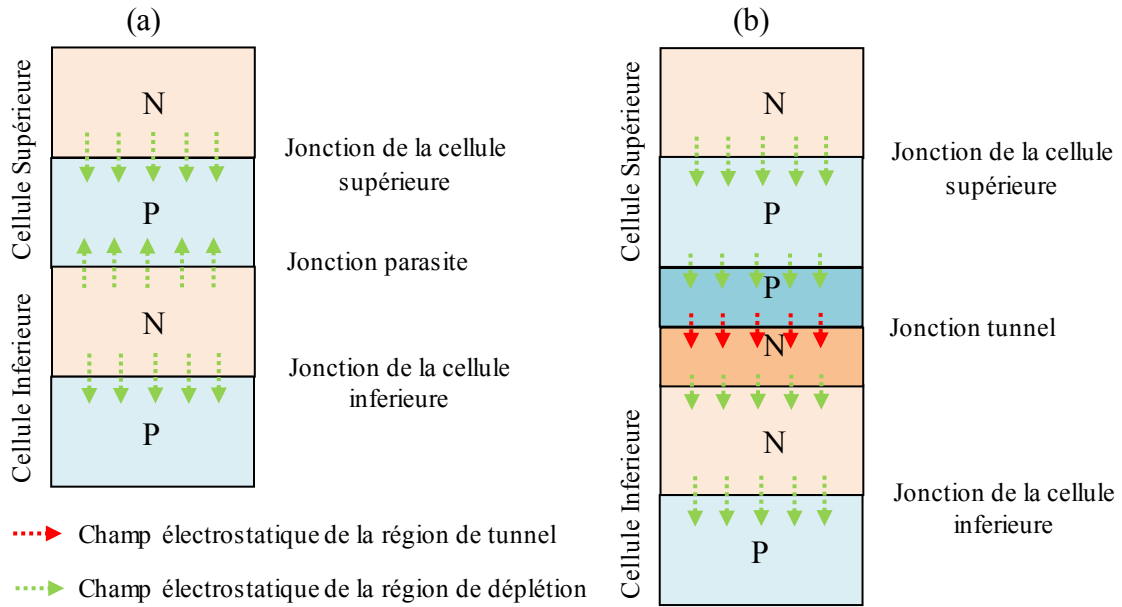 (a)
Cellule Supérieure
N
Jonction de la cellule
supérieure
P
Jonction parasite
Cellule Inferieure
N
Jonction de la cellule
inferieure
P
(b)
Cellule Supérieure
N
Jonction de la cellule
supérieure
P
P
Jonction tunnel
N
Cellule Inferieure
N
Jonction de la cellule
inferieure
P
Champ électrostatique de la région de tunnel
Champ électrostatique de la région de déplétion